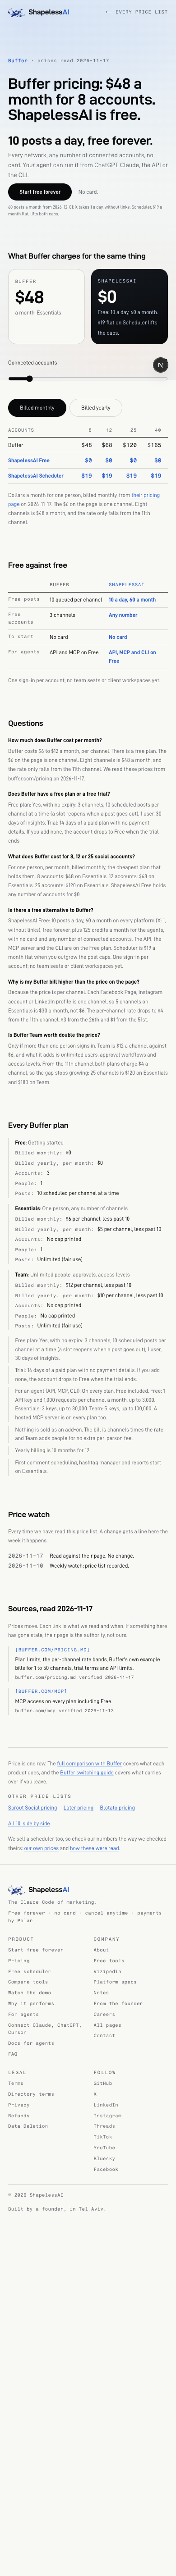 ShapelessAI
←— EVERY PRICE LIST
Buffer · prices read 2026-11-17
Buffer pricing: $48 a
month for 8 accounts.
ShapelessAI is free.
10 posts a day, free forever.
Every network, any number of connected accounts, no
card. Your agent can run it from ChatGPT, Claude, the API or
the CLI.
Start free forever
No card.
What Buffer charges for the same thing
BUFFER
$48
a month, Essentials
SHAPELESSAI
$0
Free: 10 a day, 60 a month.
$19 flat on Scheduler lifts
the caps.
Connected accounts
Billed monthly
Billed yearly
ACCOUNTS 8 12 25 40
Buffer $48 $68 $120 $165
ShapelessAI Free $0 $0 $0 $0
ShapelessAI Scheduler $19 $19 $19 $19
Dollars a month for one person, billed monthly, from their pricing
page on 2026-11-17. The $6 on the page is one channel. Eight
channels is $48 a month, and the rate only falls from the 11th
channel.
Free against free
BUFFER SHAPELESSAI
Free posts 10 queued per channel 10 a day, 60 a month
Free accounts 3 channels Any number
To start No card No card
For agents API and MCP on Free API, MCP and CLI on
Free
One sign-in per account, no team seats or client workspaces yet.
Questions
How much does Buffer cost per month?
Buffer costs $6 to $12 a month, per channel. There is a free plan. The
$6 on the page is one channel. Eight channels is $48 a month, and
the rate only falls from the 11th channel. We read these prices from
buffer.com/pricing on 2026-11-17.
Does Buffer have a free plan or a free trial?
Free plan: Yes, with no expiry: 3 channels, 10 scheduled posts per
channel at a time (a slot reopens when a post goes out), 1 user, 30
days of insights. Trial: 14 days of a paid plan with no payment
details. If you add none, the account drops to Free when the trial
ends.
What does Buffer cost for 8, 12 or 25 social accounts?
For one person, per month, billed monthly, the cheapest plan that
holds them. 8 accounts: $48 on Essentials. 12 accounts: $68 on
Essentials. 25 accounts: $120 on Essentials. ShapelessAI Free holds
any number of accounts for $0.
Is there a free alternative to Buffer?
ShapelessAI Free: 10 posts a day, 60 a month on every platform (X: 1,
without links), free forever, plus 125 credits a month for the agents,
with no card and any number of connected accounts. The API, the
MCP server and the CLI are on the Free plan. Scheduler is $19 a
month flat when you outgrow the post caps. One sign-in per
account; no team seats or client workspaces yet.
Why is my Buffer bill higher than the price on the page?
Because the price is per channel. Each Facebook Page, Instagram
account or LinkedIn profile is one channel, so 5 channels on
Essentials is $30 a month, not $6. The per-channel rate drops to $4
from the 11th channel, $3 from the 26th and $1 from the 51st.
Is Buffer Team worth double the price?
Only if more than one person signs in. Team is $12 a channel against
$6, and what it adds is unlimited users, approval workflows and
access levels. From the 11th channel both plans charge $4 a
channel, so the gap stops growing: 25 channels is $120 on Essentials
and $180 on Team.
Every Buffer plan
Free: Getting started
Billed monthly: $0
Billed yearly, per month: $0
Accounts: 3
People: 1
Posts: 10 scheduled per channel at a time
Essentials: One person, any number of channels
Billed monthly: $6 per channel, less past 10
Billed yearly, per month: $5 per channel, less past 10
Accounts: No cap printed
People: 1
Posts: Unlimited (fair use)
Team: Unlimited people, approvals, access levels
Billed monthly: $12 per channel, less past 10
Billed yearly, per month: $10 per channel, less past 10
Accounts: No cap printed
People: No cap printed
Posts: Unlimited (fair use)
Free plan: Yes, with no expiry: 3 channels, 10 scheduled posts per
channel at a time (a slot reopens when a post goes out), 1 user,
30 days of insights.
Trial: 14 days of a paid plan with no payment details. If you add
none, the account drops to Free when the trial ends.
For an agent (API, MCP, CLI): On every plan, Free included. Free: 1
API key and 1,000 requests per channel a month, up to 3,000.
Essentials: 3 keys, up to 30,000. Team: 5 keys, up to 100,000. A
hosted MCP server is on every plan too.
Nothing is sold as an add-on. The bill is channels times the rate,
and Team adds people for no extra per-person fee.
Yearly billing is 10 months for 12.
First comment scheduling, hashtag manager and reports start
on Essentials.
Price watch
Every time we have read this price list. A change gets a line here the
week it happens.
2026-11-17 Read against their page. No change.
2026-11-10 Weekly watch: price list recorded.
Sources, read 2026-11-17
Prices move. Each link is what we read and when. If something here
has gone stale, their page is the authority, not ours.
[BUFFER.COM/PRICING.MD]
Plan limits, the per-channel rate bands, Buffer's own example
bills for 1 to 50 channels, trial terms and API limits.
buffer.com/pricing.md verified 2026-11-17
[BUFFER.COM/MCP]
MCP access on every plan including Free.
buffer.com/mcp verified 2026-11-13
Price is one row. The full comparison with Buffer covers what each
product does, and the Buffer switching guide covers what carries
over if you leave.
OTHER PRICE LISTS
Sprout Social pricing Later pricing Blotato pricing
All 19, side by side
We sell a scheduler too, so check our numbers the way we checked
theirs: our own prices and how these were read.
ShapelessAI
The Claude Code of marketing.
Free forever · no card · cancel anytime · payments
by Polar
PRODUCT
Start free forever
Pricing
Free scheduler
Compare tools
Watch the demo
Why it performs
For agents
Connect Claude, ChatGPT,
Cursor
Docs for agents
FAQ
COMPANY
About
Free tools
Vizipedia
Platform specs
Notes
From the founder
Careers
All pages
Contact
LEGAL
Terms
Directory terms
Privacy
Refunds
Data Deletion
FOLLOW
GitHub
X
LinkedIn
Instagram
Threads
TikTok
YouTube
Bluesky
Facebook
© 2026 ShapelessAI
Built by a founder, in Tel Aviv.